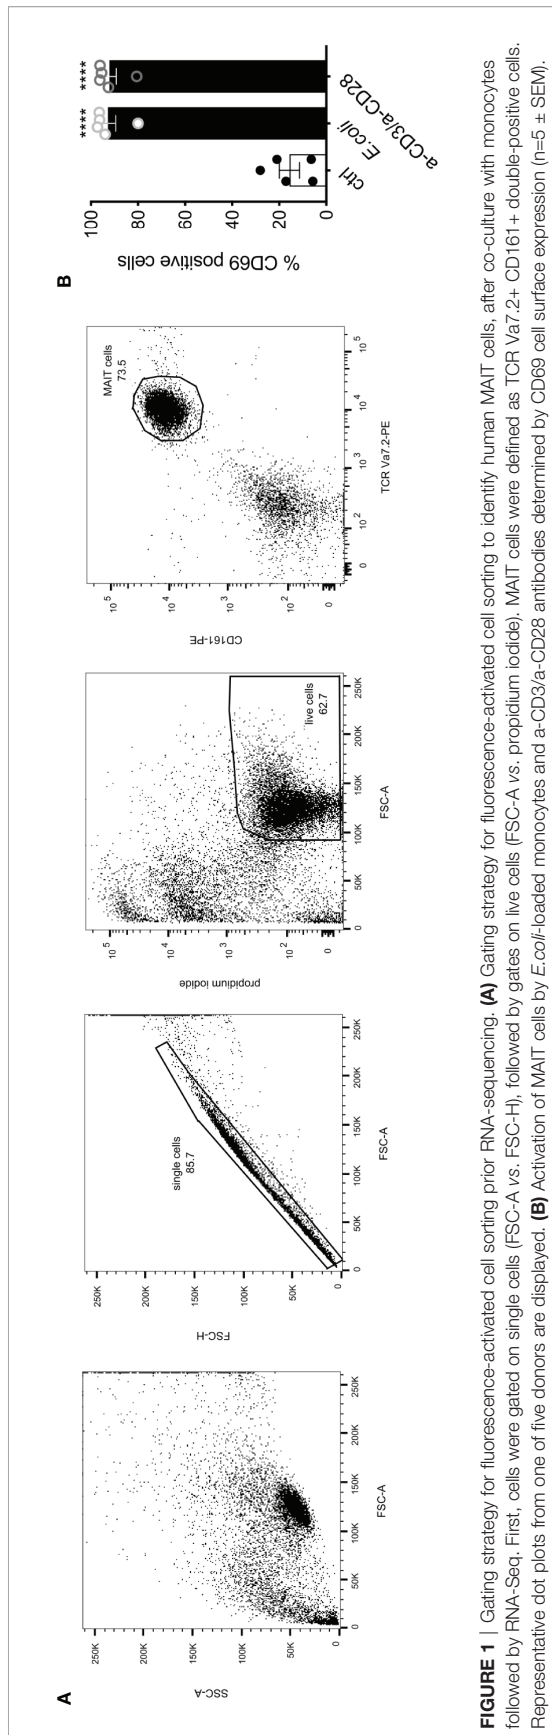 A
SSC-A
250K
200K
150K
100K
50K
0
0
50K
100K
150K
200K
250K
FSC-A
FSC-H
250K
200K
150K
100K
50K
0
single cells
85.7
0
50K
100K
150K
200K
250K
FSC-A
propidium iodide
10 5
10 4
10 3
10 2
0
live cells
62.7
0
50K
100K
150K
200K
250K
FSC-A
CD161-PE
10 5
10 4
10 3
10 2
0
MAIT cells
73.5
0
10 2
10 3
10 4
10 5
TCR Va7.2-PE
B
% CD69 positive cells
100
80
60
40
20
0
****
****
ctrl
E.coli
a-CD3/a-CD28
FIGURE 1 | Gating strategy for fluorescence-activated cell sorting prior RNA-sequencing. (A) Gating strategy for fluorescence-activated cell sorting to identify human MAIT cells, after co-culture with monocytes
followed by RNA-Seq. First, cells were gated on single cells (FSC-A vs. FSC-H), followed by gates on live cells (FSC-A vs. propidium iodide). MAIT cells were defined as TCR Va7.2+ CD161+ double-positive cells.
Representative dot plots from one of five donors are displayed. (B) Activation of MAIT cells by E.coli-loaded monocytes and a-CD3/a-CD28 antibodies determined by CD69 cell surface expression (n=5 ± SEM).